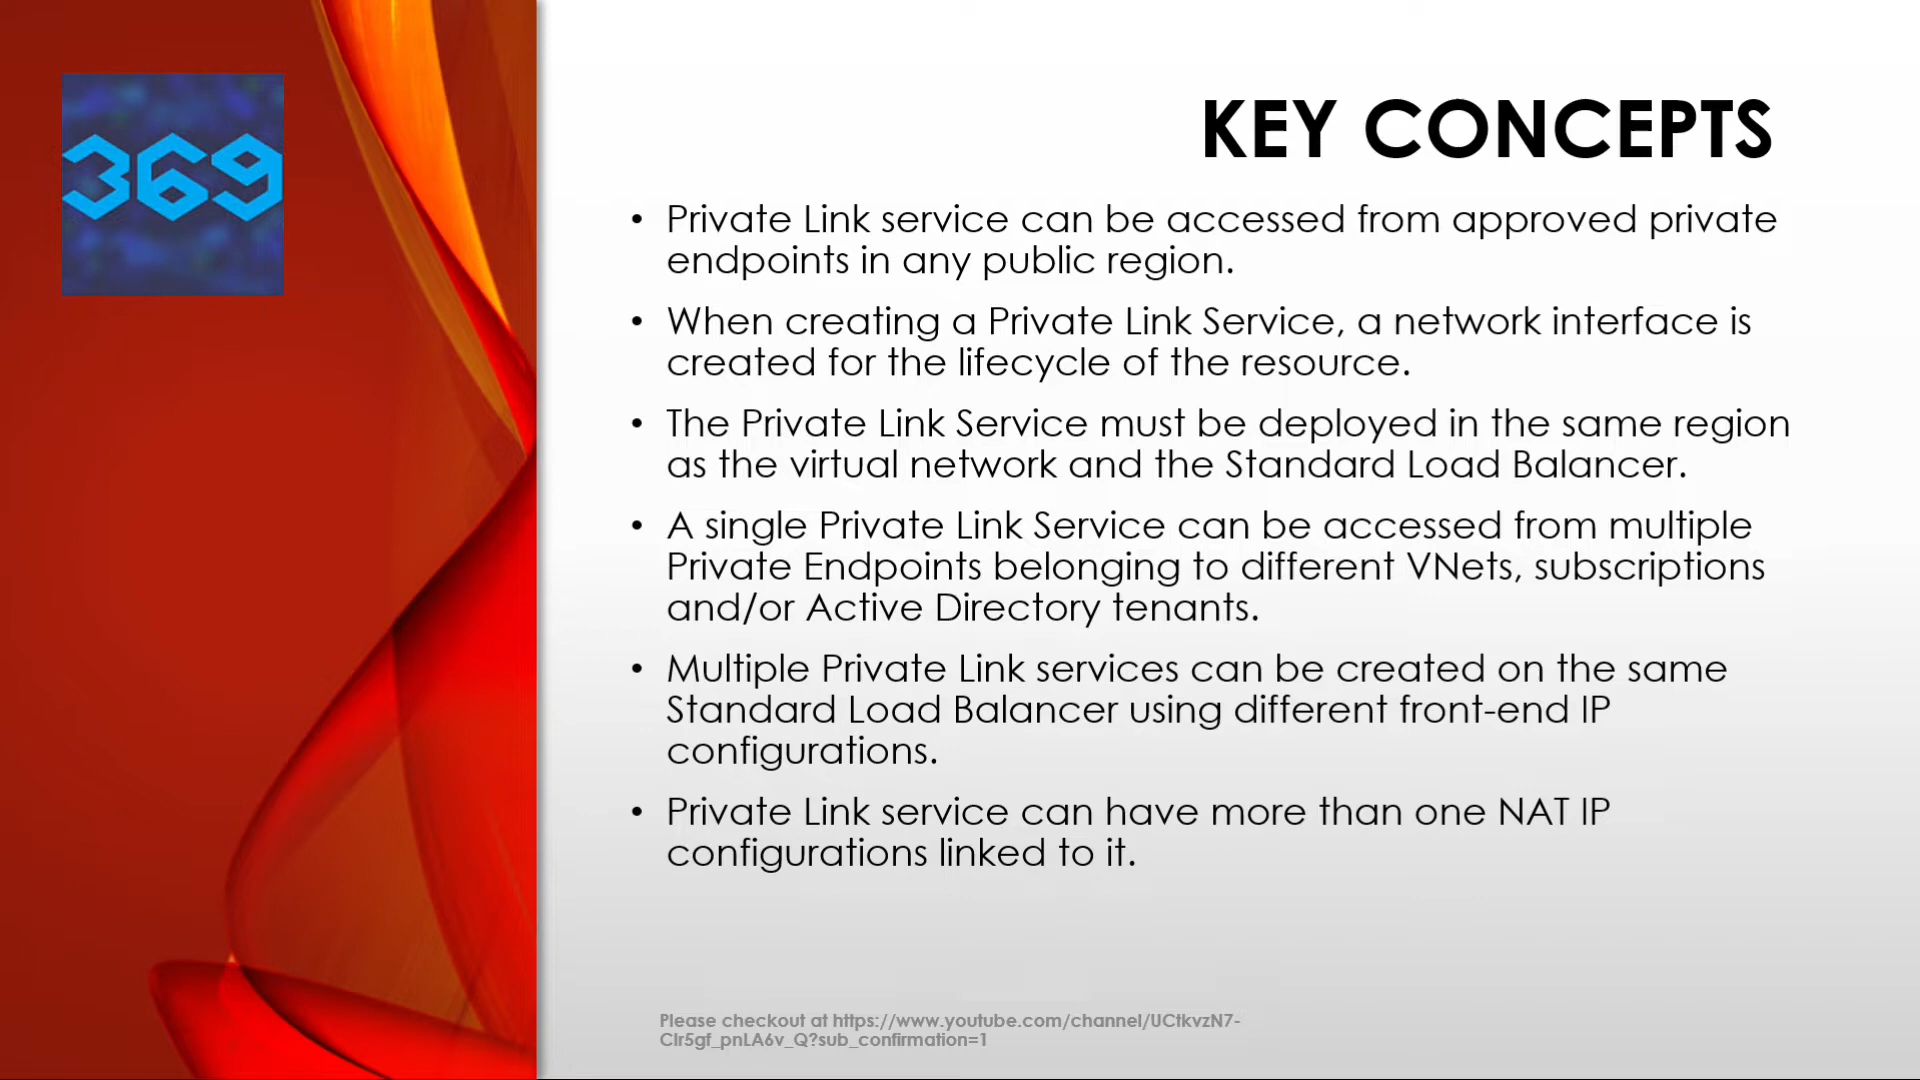 369
KEY CONCEPTS
• Private Link service can be accessed from approved private
endpoints in any public region.
• When creating a Private Link Service, a network interface is
created for the lifecycle of the resource.
• The Private Link Service must be deployed in the same region
as the virtual network and the Standard Load Balancer.
• A single Private Link Service can be accessed from multiple
Private Endpoints belonging to different VNets, subscriptions
and/or Active Directory tenants.
• Multiple Private Link services can be created on the same
Standard Load Balancer using different front-end IP
configurations.
• Private Link service can have more than one NAT IP
configurations linked to it.
Please checkout at https://www.youtube.com/channel/UCtkvzN7-
Clr5gf_pnLA6v_Q?sub_confirmation=1